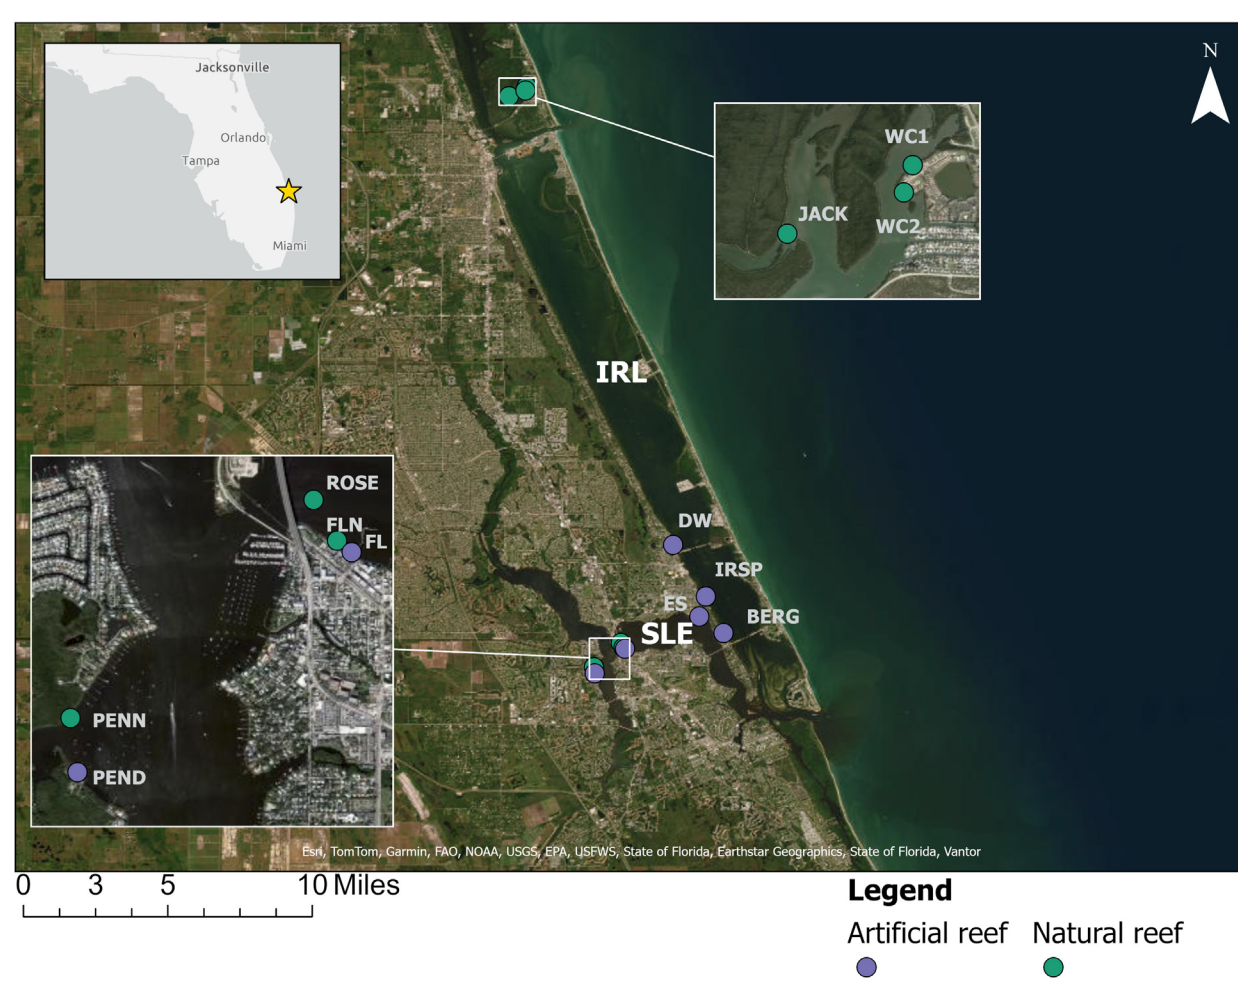 Jacksonville
Orlando
Tampa
Miami
N
WC1
JACK
WC2
IRL
ROSE
FLN
FL
PENN
PEND
DW
IRSP
ES
BERG
SLE
Esri, TomTom, Garmin, FAO, NOAA, USGS, EPA, USFWS, State of Florida, Earthstar Geographics, State of Florida, Vantor
0 3 5 10 Miles
Legend
Artificial reef Natural reef